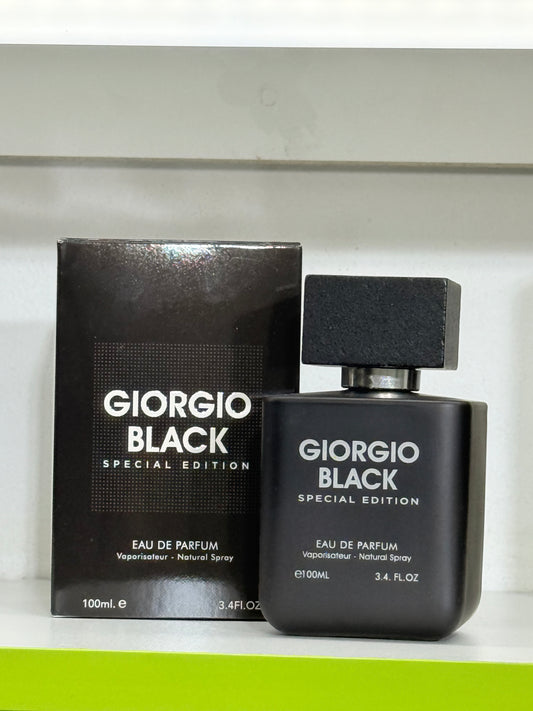 GIORGIO
BLACK
SPECIAL EDITION
EAU DE PARFUM
Vaporisateur - Natural Spray
100ml. e
3.4Fl.OZ
GIORGIO
BLACK
SPECIAL EDITION
EAU DE PARFUM
Vaporisateur - Natural Spray
e100ML
3.4. FL.OZ